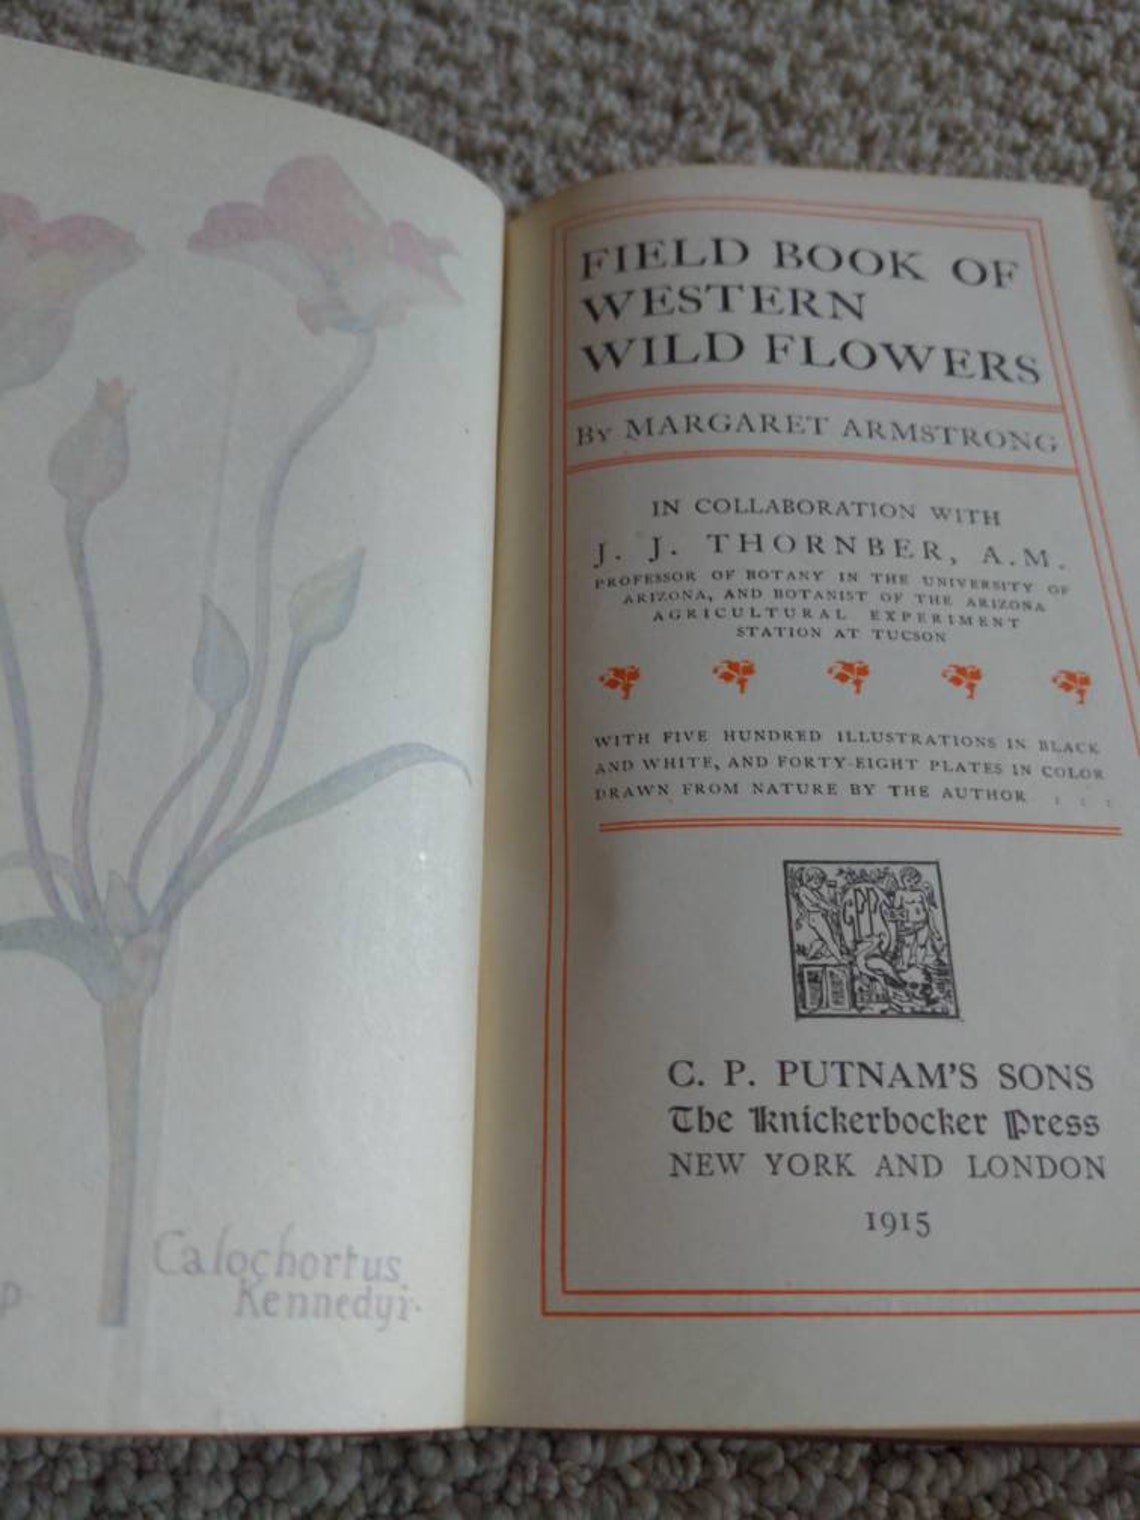 Calochortus
Kennedyi.
p
FIELD BOOK OF
WESTERN
WILD FLOWERS
By MARGARET ARMSTRONG
IN COLLABORATION WITH
J. J. THORNBER, A.M.
PROFESSOR OF BOTANY IN THE UNIVERSITY OF
ARIZONA, AND BOTANIST OF THE ARIZONA
AGRICULTURAL EXPERIMENT
STATION AT TUCSON
WITH FIVE HUNDRED ILLUSTRATIONS IN BLACK
AND WHITE, AND FORTY-EIGHT PLATES IN COLOR
DRAWN FROM NATURE BY THE AUTHOR : : :
GPP
G. P. PUTNAM'S SONS
The Knickerbocker Press
NEW YORK AND LONDON
1915